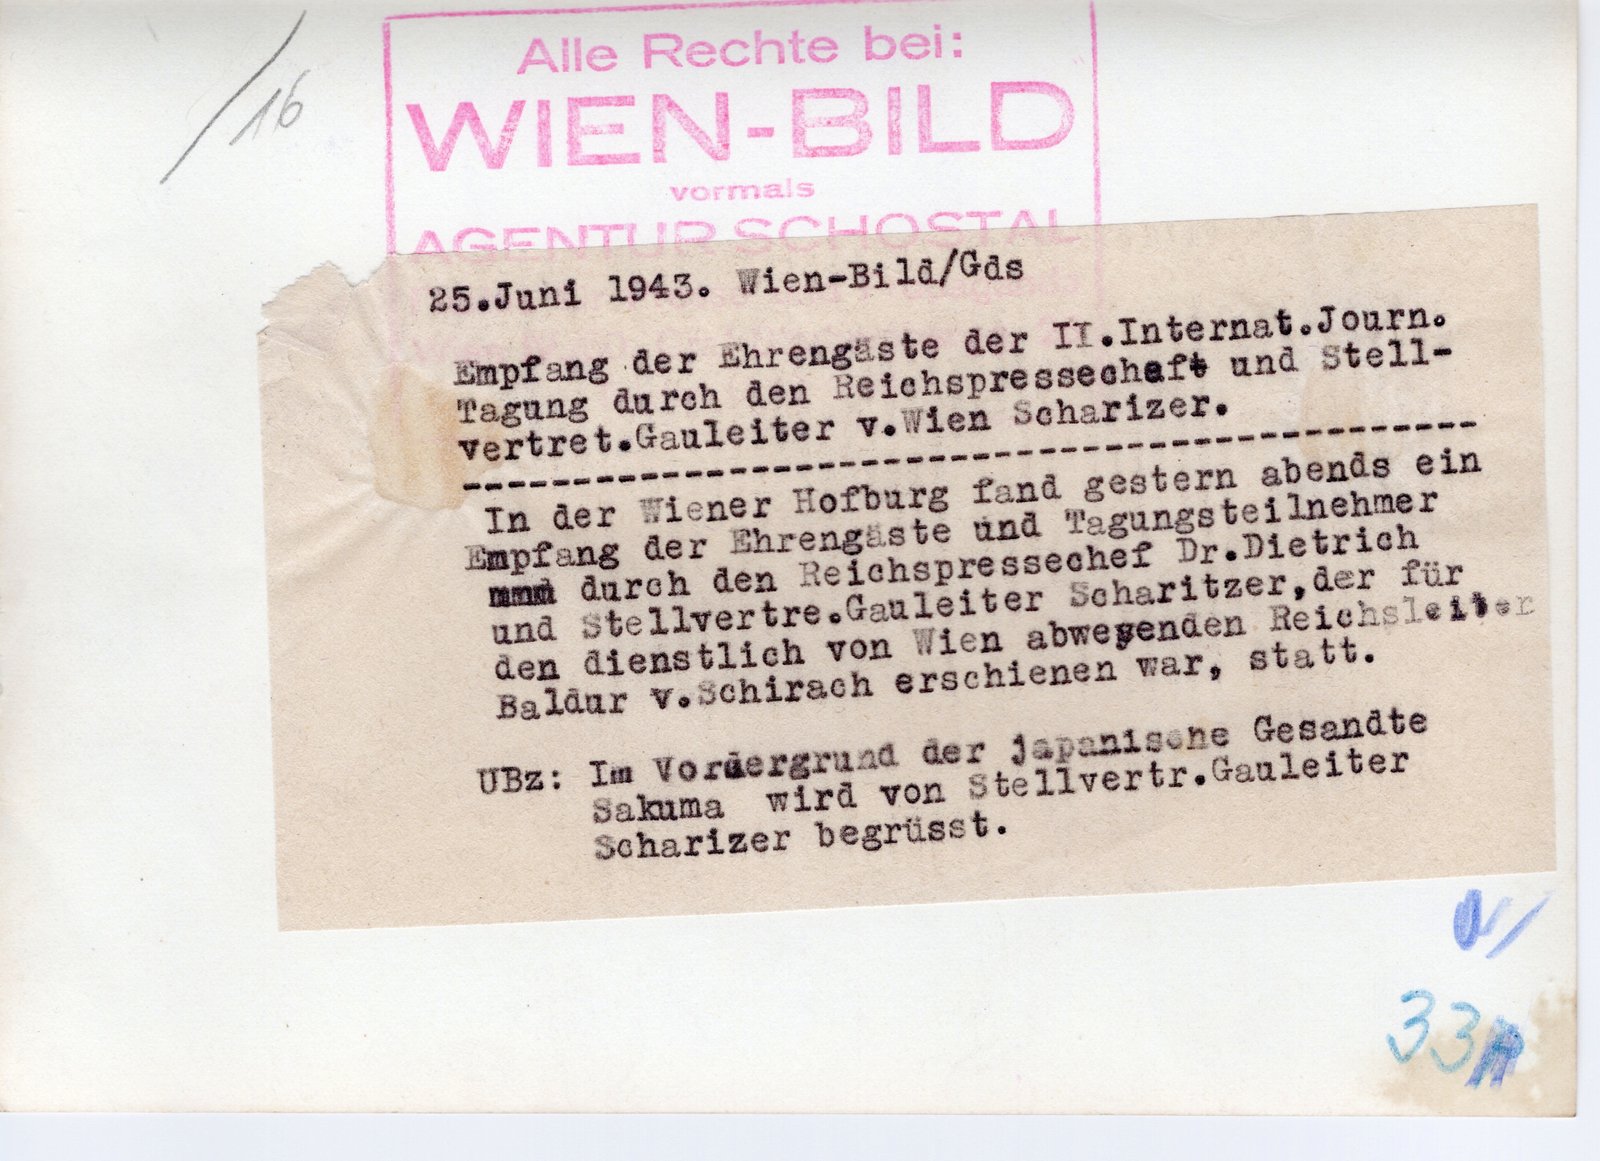 /16
Alle Rechte bei:
WIEN-BILD
vormals
AGENTUR SCHOSTAL
25.Juni 1943. Wien-Bild/Gds
Empfang der Ehrengäste der II.Internat.Journ.
Tagung durch den Reichspressechaft und Stell-
vertret.Gauleiter v.Wien Scharizer.
In der Wiener Hofburg fand gestern abends ein
Empfang der Ehrengäste und Tagungsteilnehmer
durch den Reichspressechef Dr.Dietrich
und Stellvertre.Gauleiter Scharitzer,der für
den dienstlich von Wien abwesenden Reichsleiter
Baldur v.Schirach erschienen war, statt.
UBz: Im Vordergrund der japanische Gesandte
Sakuma wird von Stellvertr.Gauleiter
Scharizer begrüsst.
33